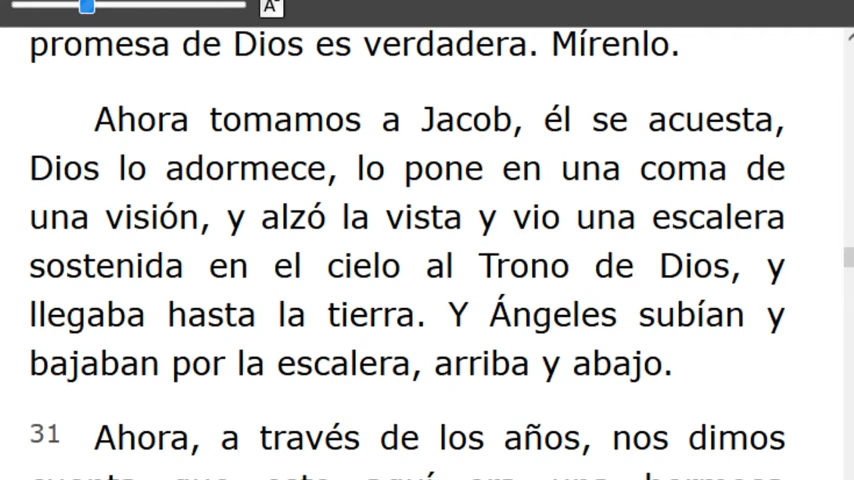 A
promesa de Dios es verdadera. Mírenlo.
Ahora tomamos a Jacob, él se acuesta,
Dios lo adormece, lo pone en una coma de
una visión, y alzó la vista y vio una escalera
sostenida en el cielo al Trono de Dios, y
llegaba hasta la tierra. Y Ángeles subían y
bajaban por la escalera, arriba y abajo.
31 Ahora, a través de los años, nos dimos